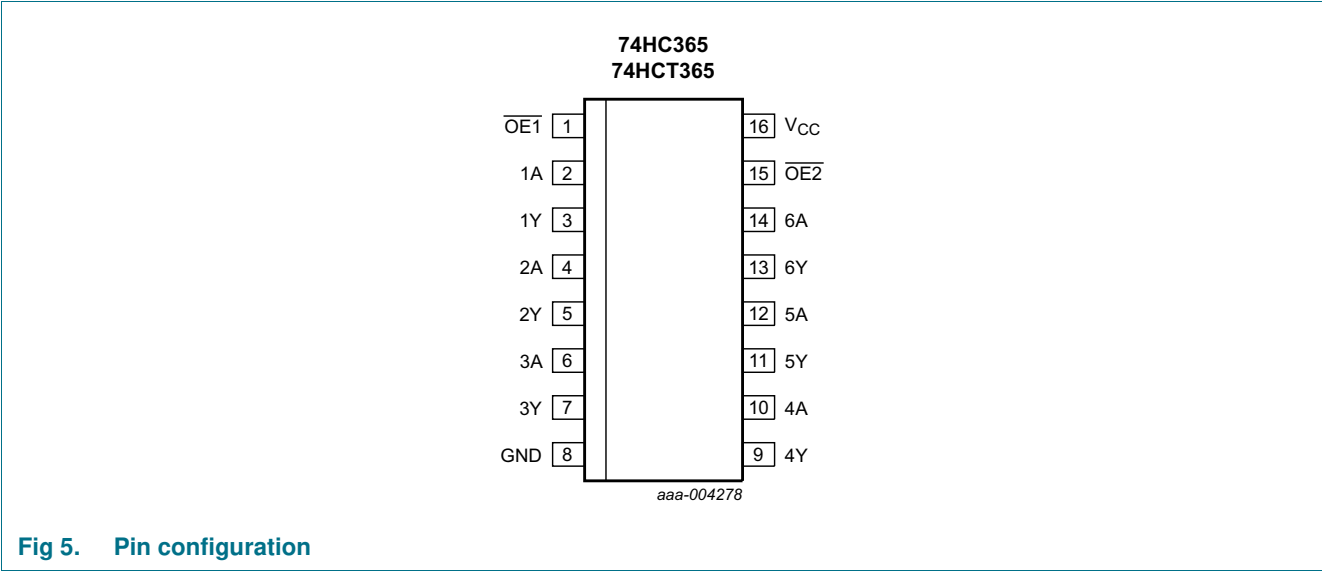 74HC365
74HCT365
OE1 1
1A 2
1Y 3
2A 4
2Y 5
3A 6
3Y 7
GND 8
16 VCC
15 OE2
14 6A
13 6Y
12 5A
11 5Y
10 4A
9 4Y
aaa-004278
Fig 5. Pin configuration